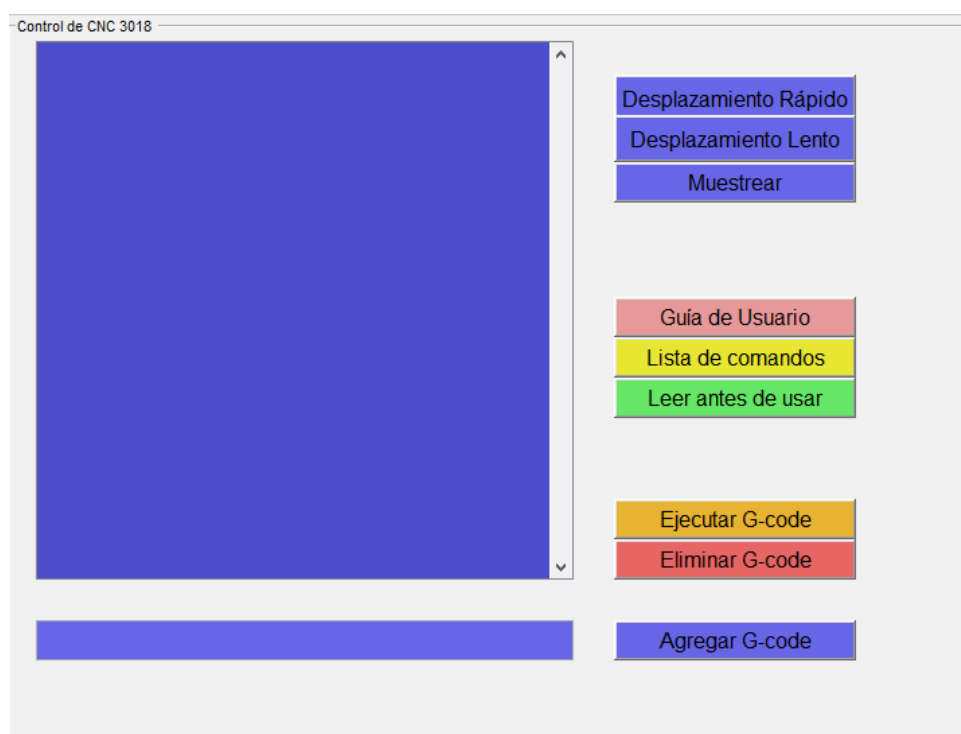 Control de CNC 3018
Desplazamiento Rápido
Desplazamiento Lento
Muestrear
Guía de Usuario
Lista de comandos
Leer antes de usar
Ejecutar G-code
Eliminar G-code
Agregar G-code